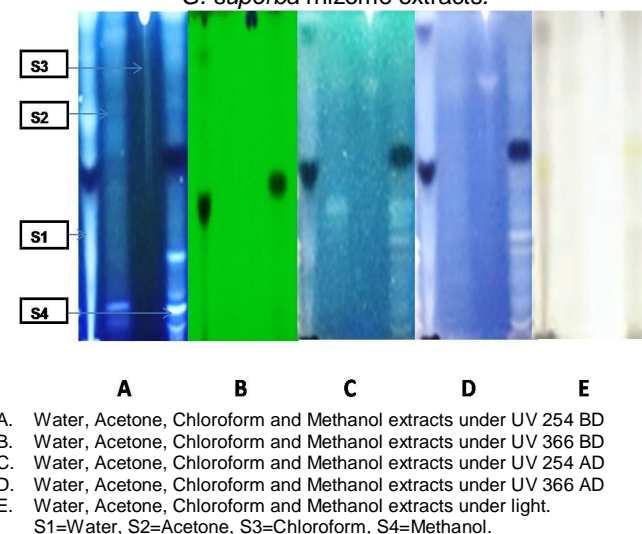 G. superba rhizome extracts.
S3
S2
S1
S4
A B C D E
A. Water, Acetone, Chloroform and Methanol extracts under UV 254 BD
B. Water, Acetone, Chloroform and Methanol extracts under UV 366 BD
C. Water, Acetone, Chloroform and Methanol extracts under UV 254 AD
D. Water, Acetone, Chloroform and Methanol extracts under UV 366 AD
E. Water, Acetone, Chloroform and Methanol extracts under light.
S1=Water, S2=Acetone, S3=Chloroform, S4=Methanol.